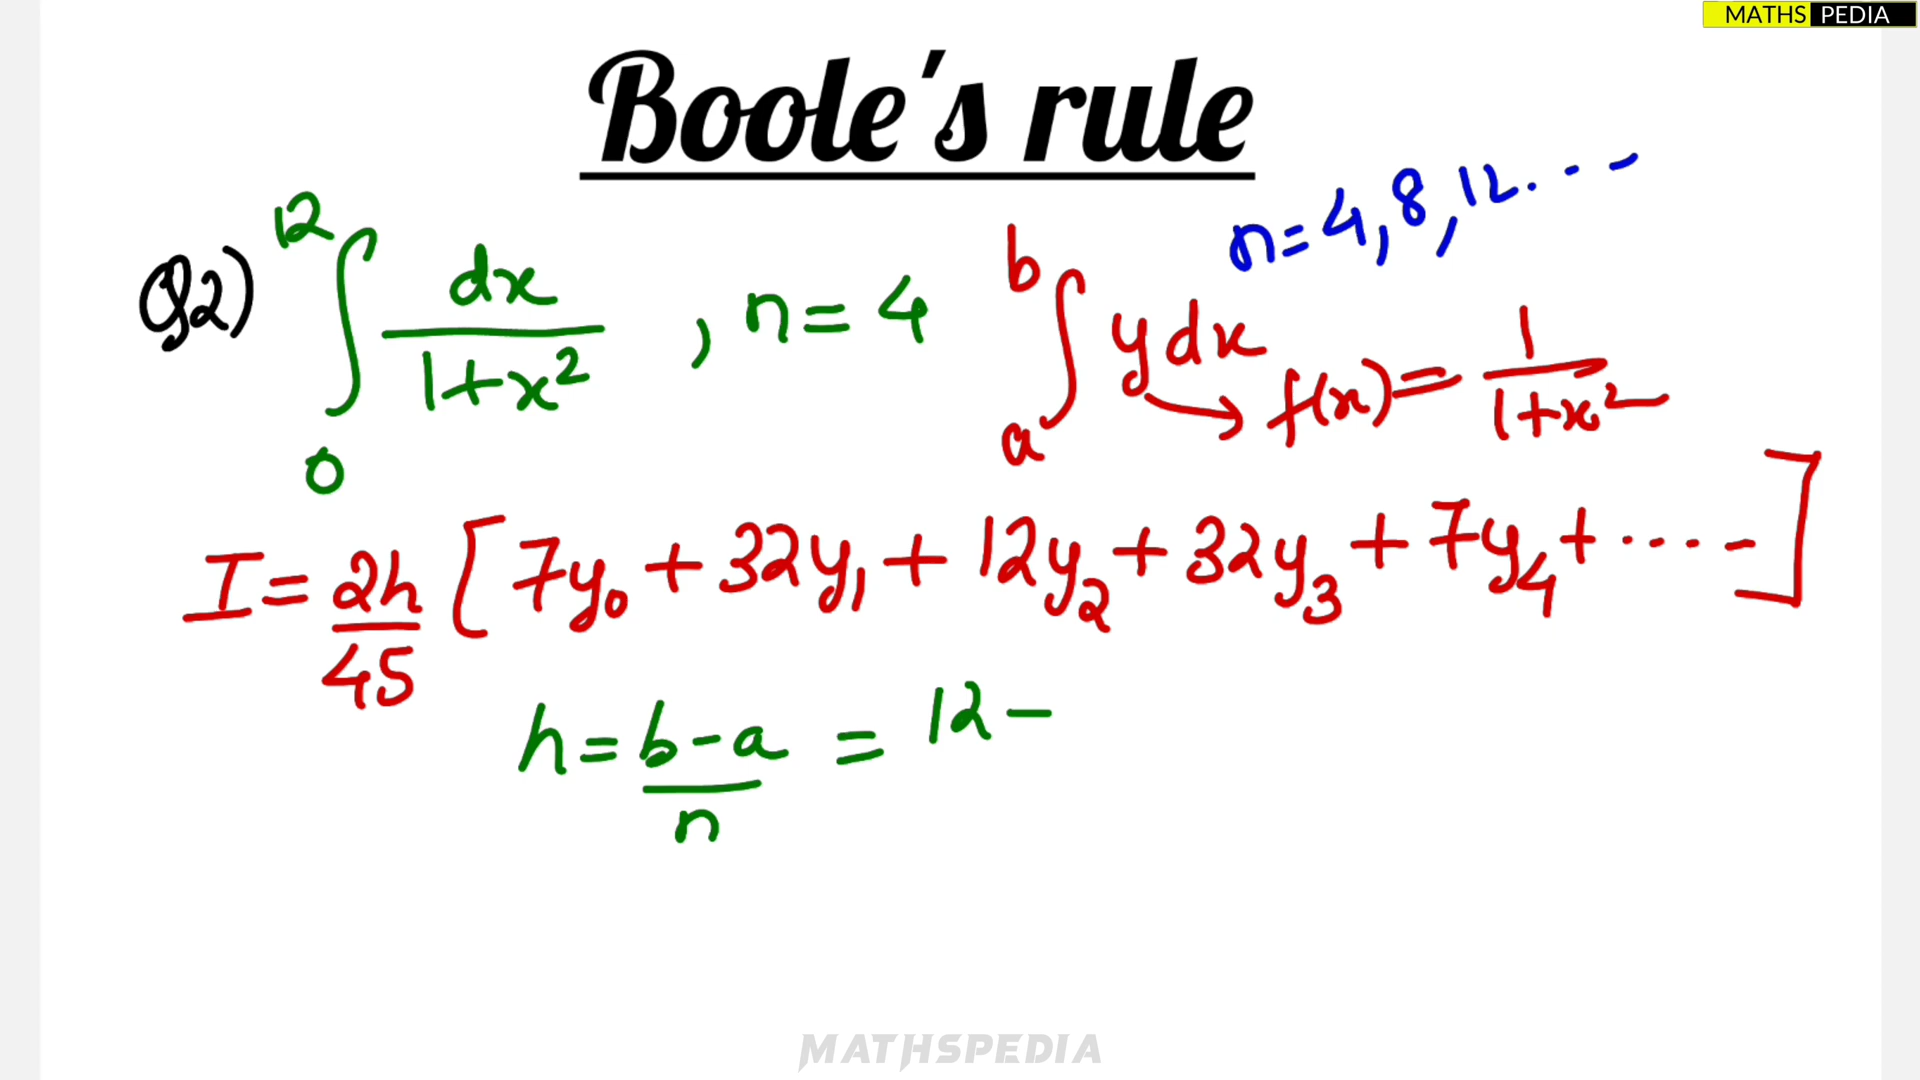 MATHS PEDIA
Boole's rule
n=4,8,12...-
Q2) ∫₀¹² dx/(1+x²) , n=4
∫ₐᵇ ydx → f(x)= 1/(1+x²)
I = 2h/45 [7y₀ + 32y₁ + 12y₂ + 32y₃ + 7y₄ + ....-]
h = (b-a)/n = 12 -
MATHSPEDIA